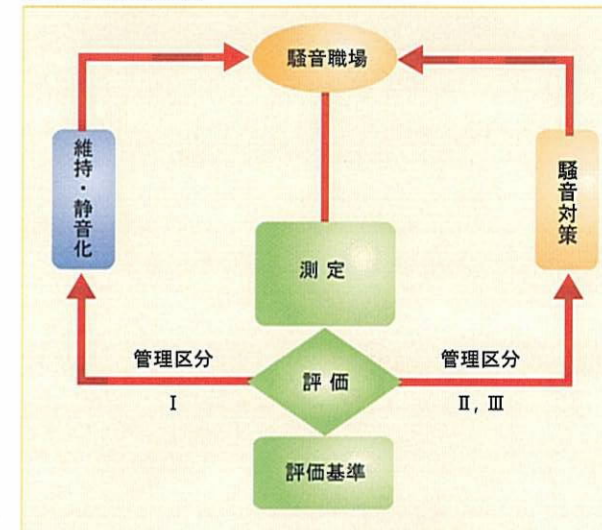 騒音職場
維持・静音化
騒音対策
測定
管理区分
I
評価
管理区分
II, III
評価基準